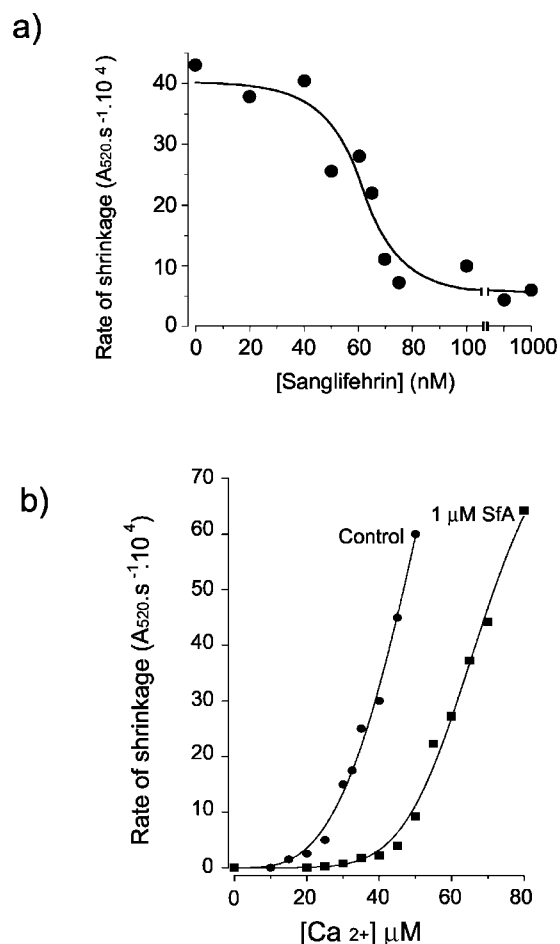 a)
Rate of shrinkage (A520.s⁻¹.10⁴)
40
30
20
10
0
0 20 40 60 80 100 1000
[Sanglifehrin] (nM)
b)
Rate of shrinkage (A520.s⁻¹.10⁴)
70
60
50
40
30
20
10
0
Control
1 μM SfA
0 20 40 60 80
[Ca 2+] μM